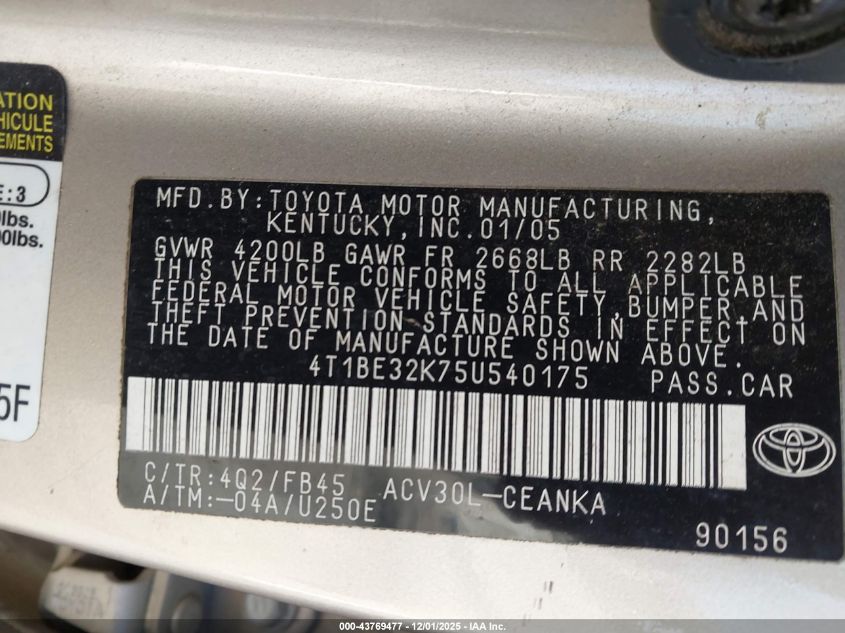 ATION
HICULE
EMENTS
E:3
0lbs.
00lbs.
5F
MFD.BY:TOYOTA MOTOR MANUFACTURING,
KENTUCKY,INC.01/05
GVWR 4200LB GAWR FR 2668LB RR 2282LB
THIS VEHICLE CONFORMS TO ALL APPLICABLE
FEDERAL MOTOR VEHICLE SAFETY,BUMPER,AND
THEFT PREVENTION STANDARDS IN EFFECT ON
THE DATE OF MANUFACTURE SHOWN ABOVE.
4T1BE32K75U540175 PASS.CAR
C/TR:4Q2/FB45 ACV30L-CEANKA
A/TM:-04A/U250E
90156
000-43769477 • 12/01/2025 • IAA Inc.